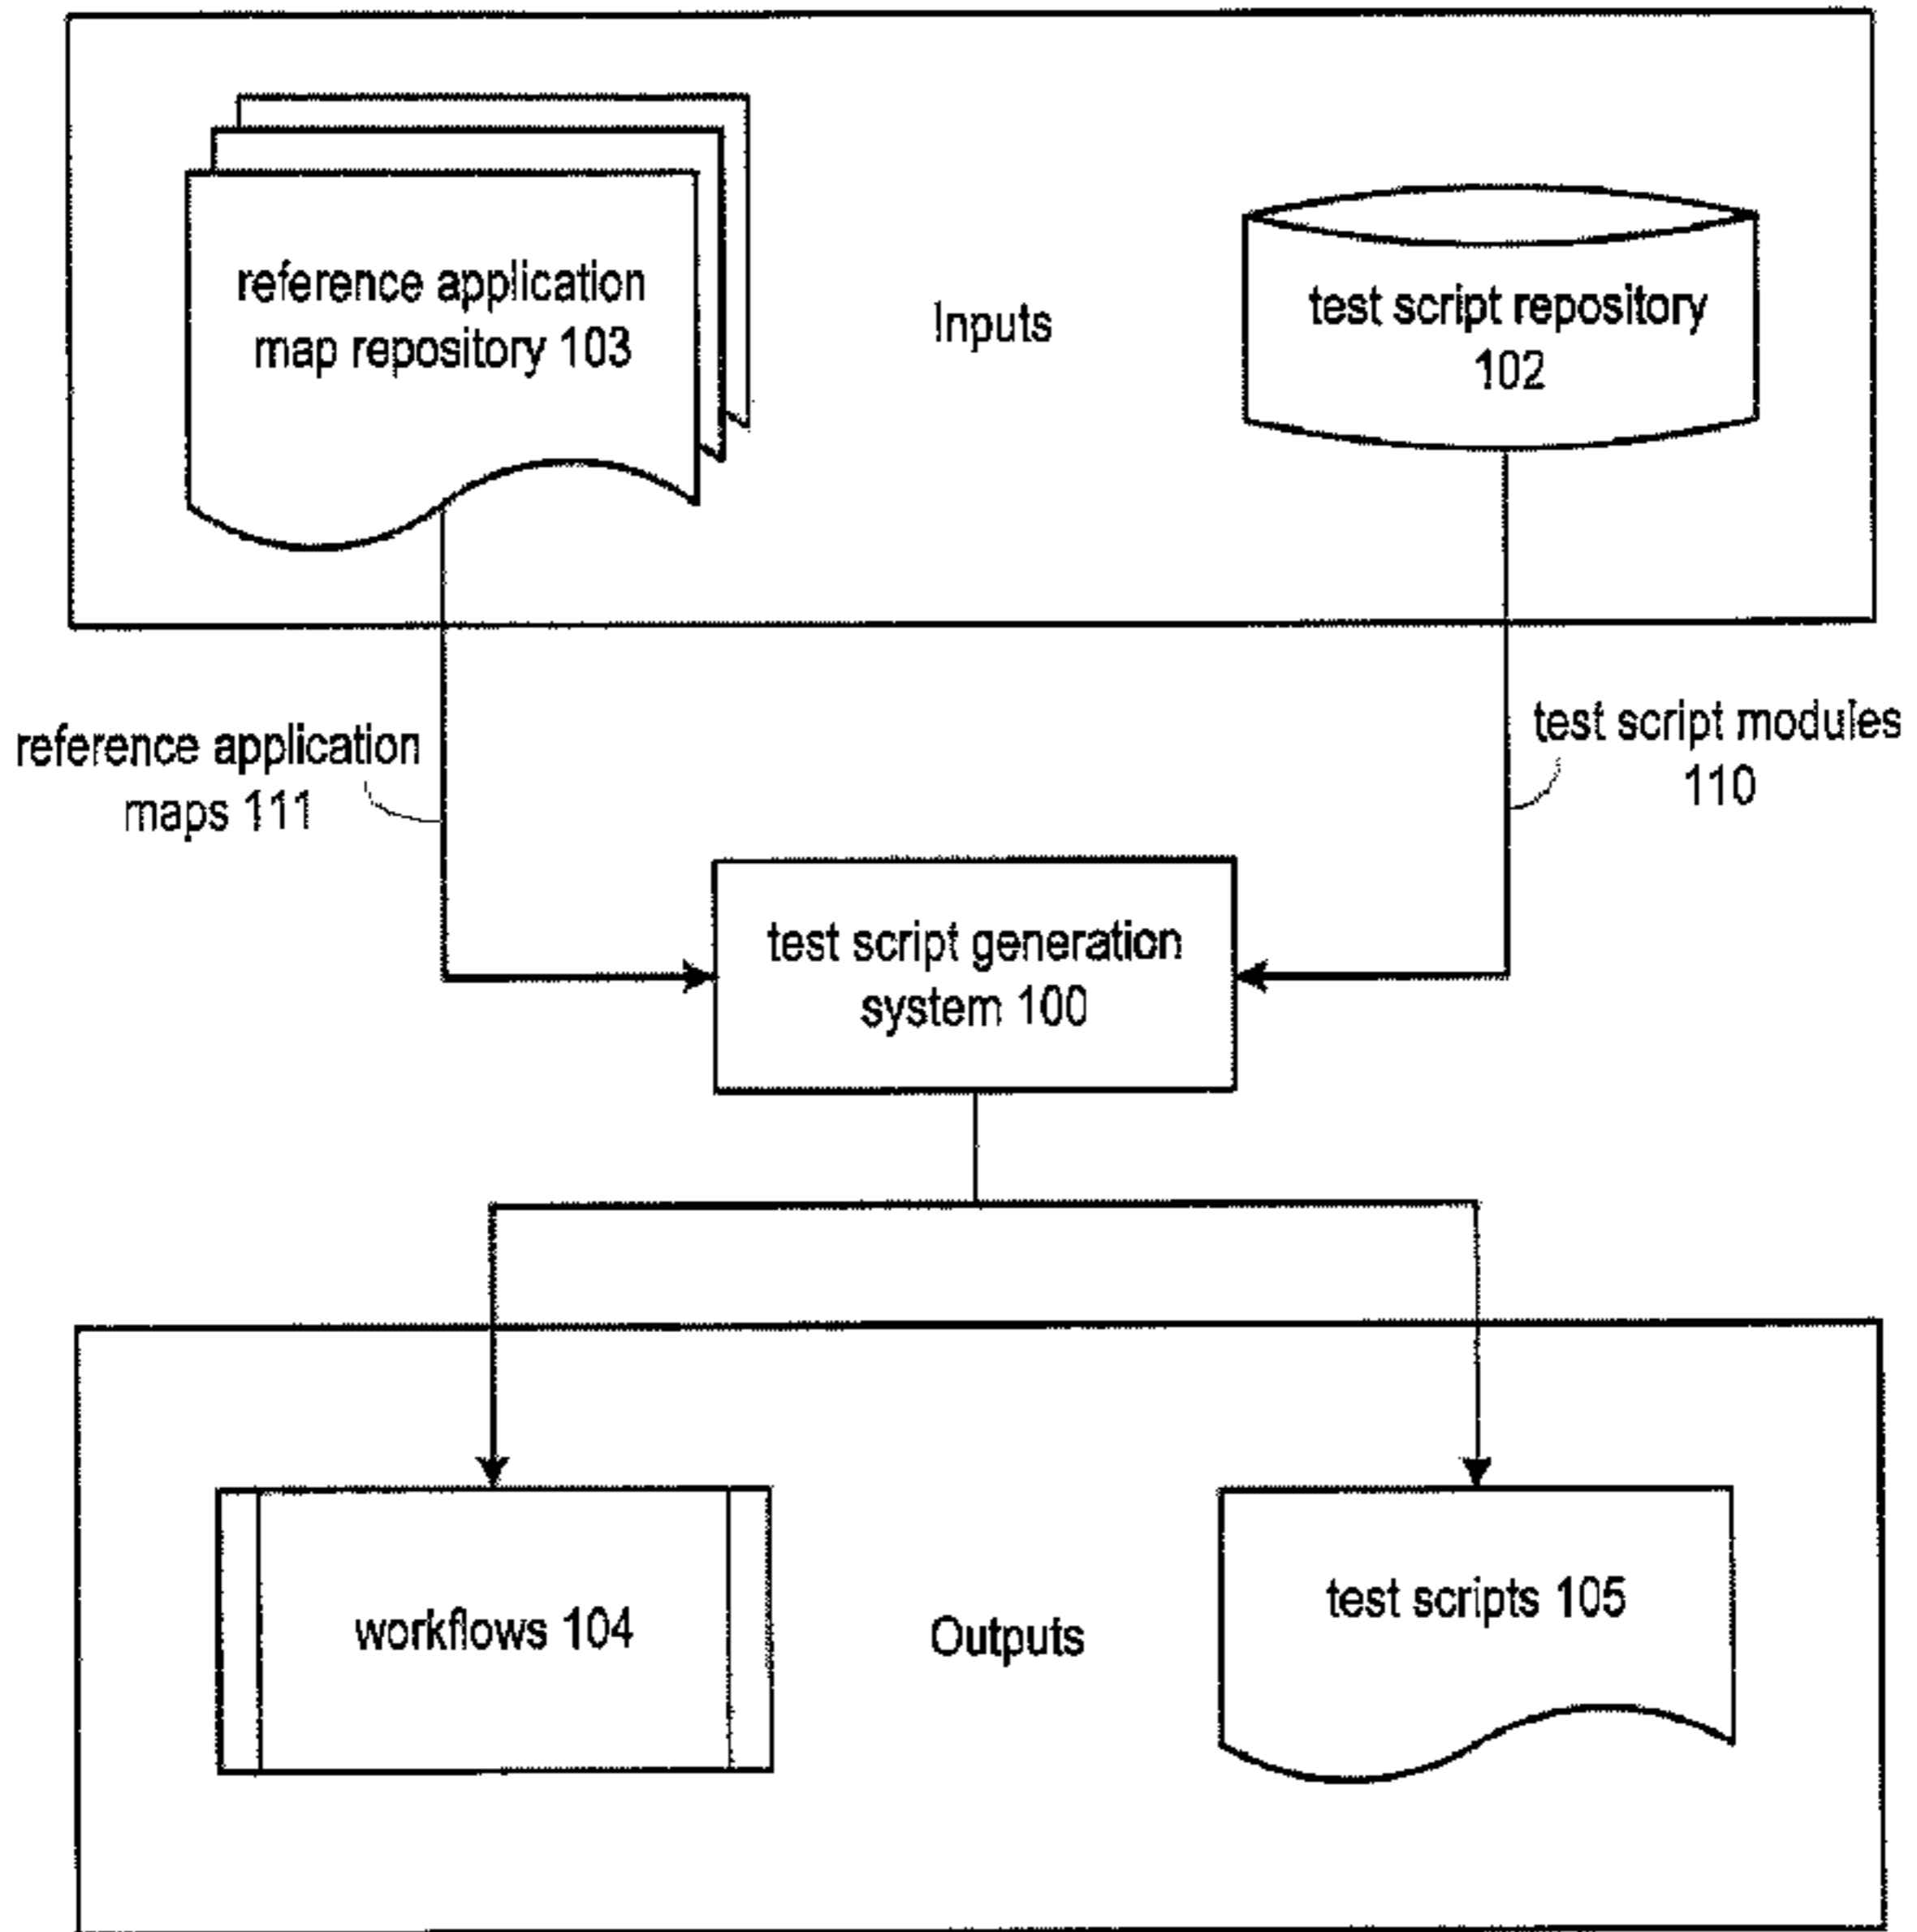 reference application
map repository 103
Inputs
test script repository
102
reference application
maps 111
test script modules
110
test script generation
system 100
workflows 104
Outputs
test scripts 105